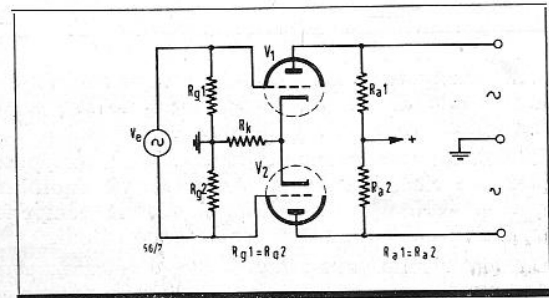 V1
Rg1
Ra1
Rk
+
Ve
V2
Rg2
Ra2
56/7
Rg1=Rg2
Ra1=Ra2